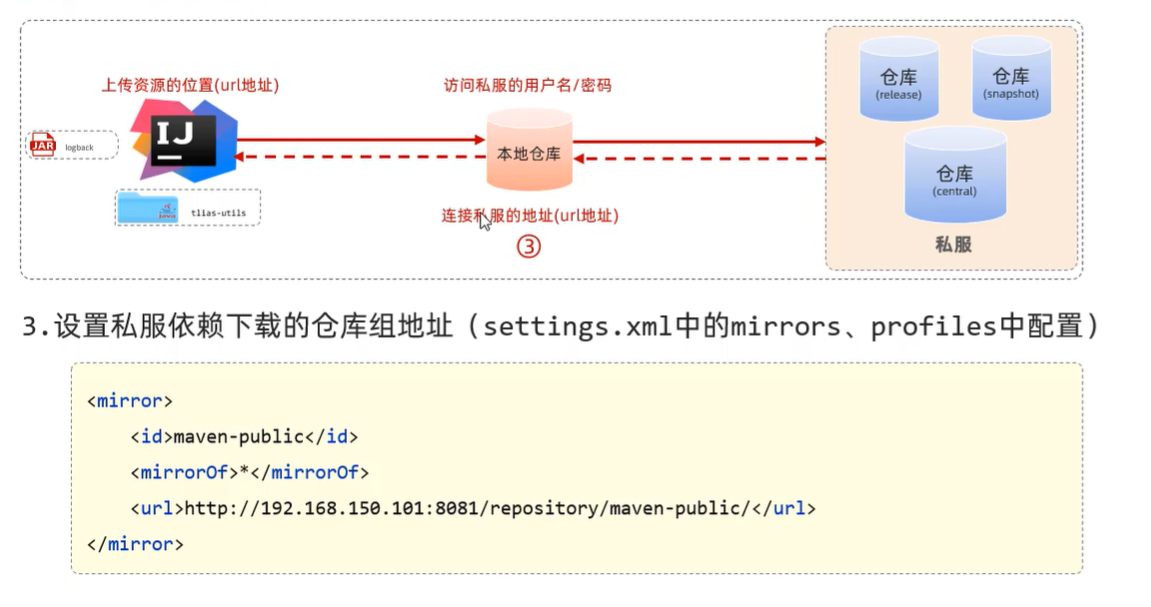 上传资源的位置(url地址)
访问私服的用户名/密码
仓库
(release)
仓库
(snapshot)
JAR
logback
IJ
本地仓库
仓库
(central)
tlias-utils
连接私服的地址(url地址)
③
私服
3.设置私服依赖下载的仓库组地址（settings.xml中的mirrors、profiles中配置）
<mirror>
<id>maven-public</id>
<mirrorOf>*</mirrorOf>
<url>http://192.168.150.101:8081/repository/maven-public/</url>
</mirror>